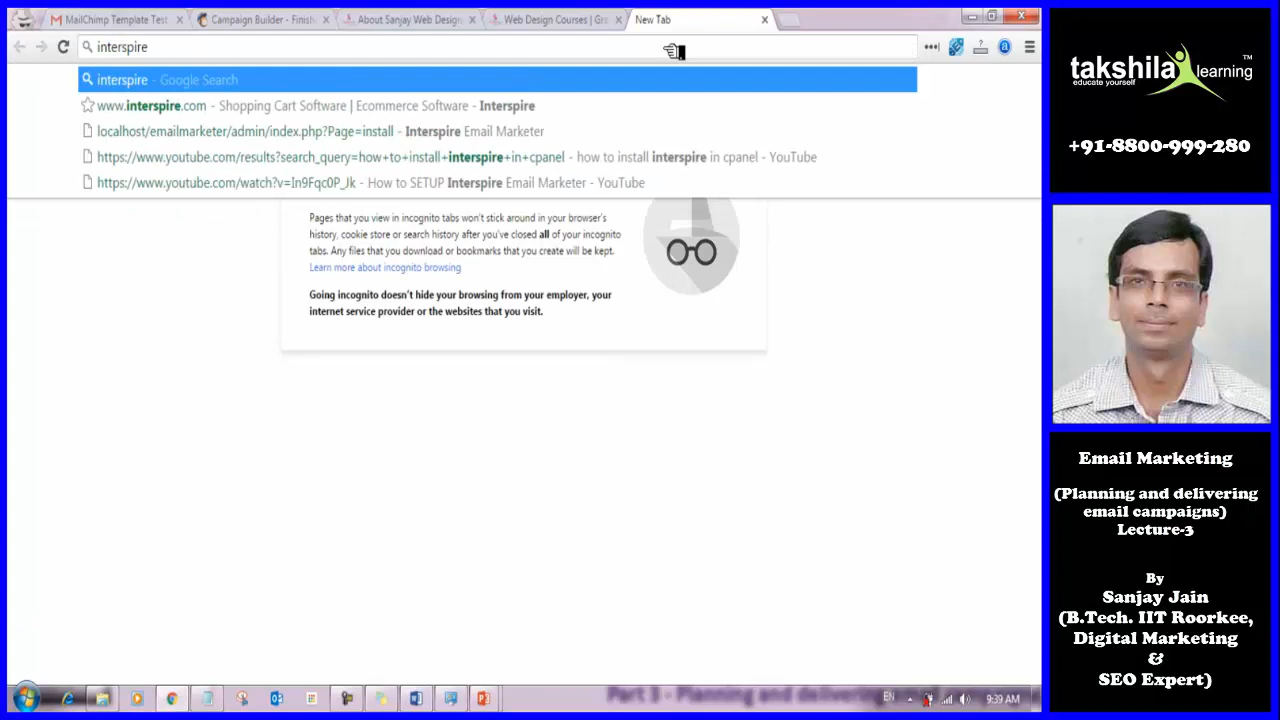 MailChimp Template Test
Campaign Builder - Finish
About Sanjay Web Design
Web Design Courses | Gra
New Tab
interspire
interspire - Google Search
www.interspire.com - Shopping Cart Software | Ecommerce Software - Interspire
localhost/emailmarketer/admin/index.php?Page=install - Interspire Email Marketer
https://www.youtube.com/results?search_query=how+to+install+interspire+in+cpanel - how to install interspire in cpanel - YouTube
https://www.youtube.com/watch?v=In9Fqc0P_Jk - How to SETUP Interspire Email Marketer - YouTube
Pages that you view in incognito tabs won't stick around in your browser's
history, cookie store or search history after you've closed all of your incognito
tabs. Any files that you download or bookmarks that you create will be kept.
Learn more about incognito browsing
Going incognito doesn't hide your browsing from your employer, your
internet service provider or the websites that you visit.
Part 3 - Planning and delivering
EN
9:39 AM
takshila learning
TM
educate yourself
+91-8800-999-280
Email Marketing
(Planning and delivering
email campaigns)
Lecture-3
By
Sanjay Jain
(B.Tech. IIT Roorkee,
Digital Marketing
&
SEO Expert)